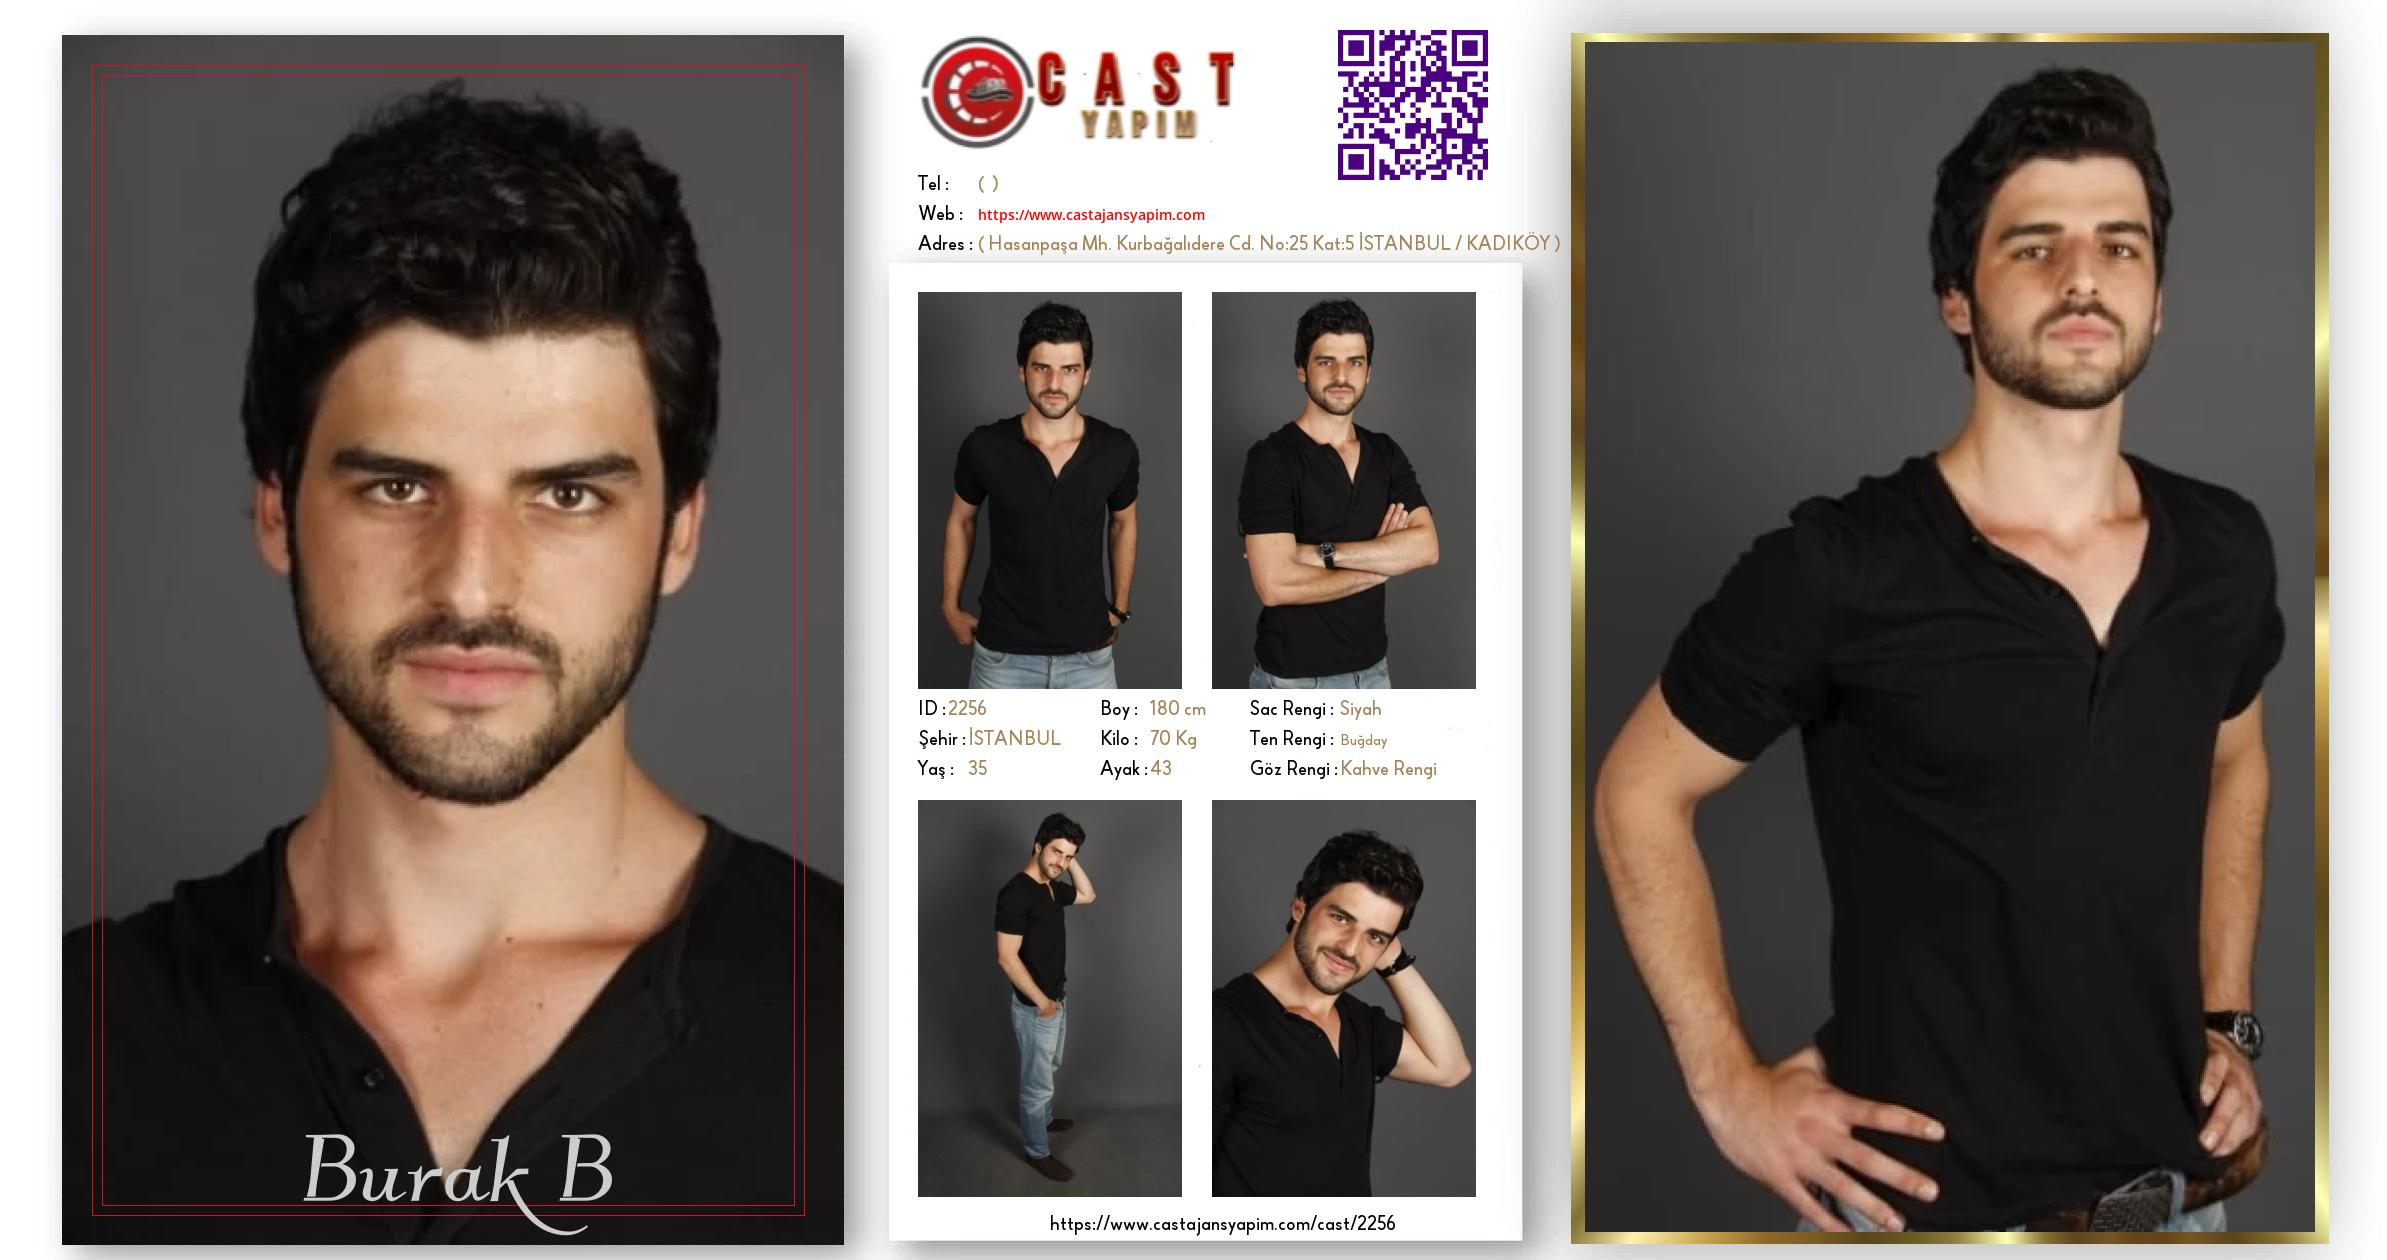 Burak B
CAST
YAPIM
Tel : ( )
Web : https://www.castajansyapim.com
Adres : ( Hasanpaşa Mh. Kurbağalıdere Cd. No:25 Kat:5 İSTANBUL / KADIKÖY )
ID : 2256 Boy : 180 cm Sac Rengi : Siyah
Şehir : İSTANBUL Kilo : 70 Kg Ten Rengi : Buğday
Yaş : 35 Ayak : 43 Göz Rengi : Kahve Rengi
https://www.castajansyapim.com/cast/2256